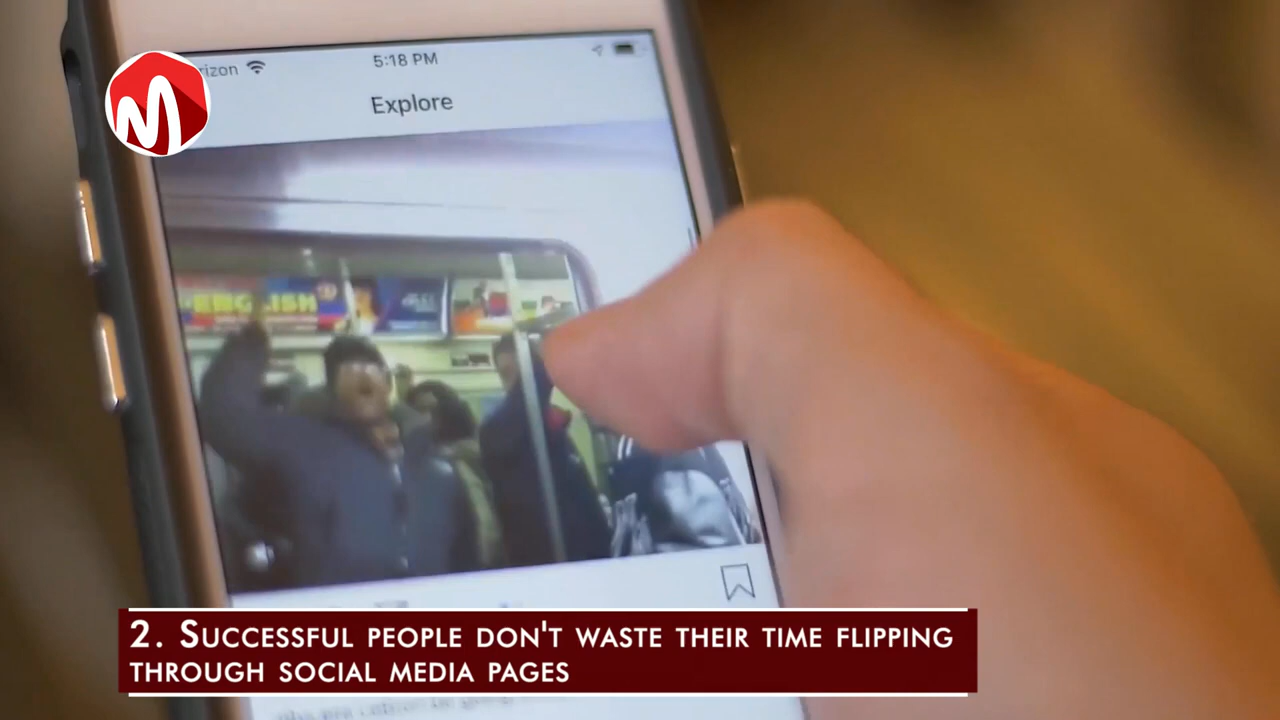 rizon 5:18 PM
Explore
ENGLISH
2. Successful people don't waste their time flipping
through social media pages